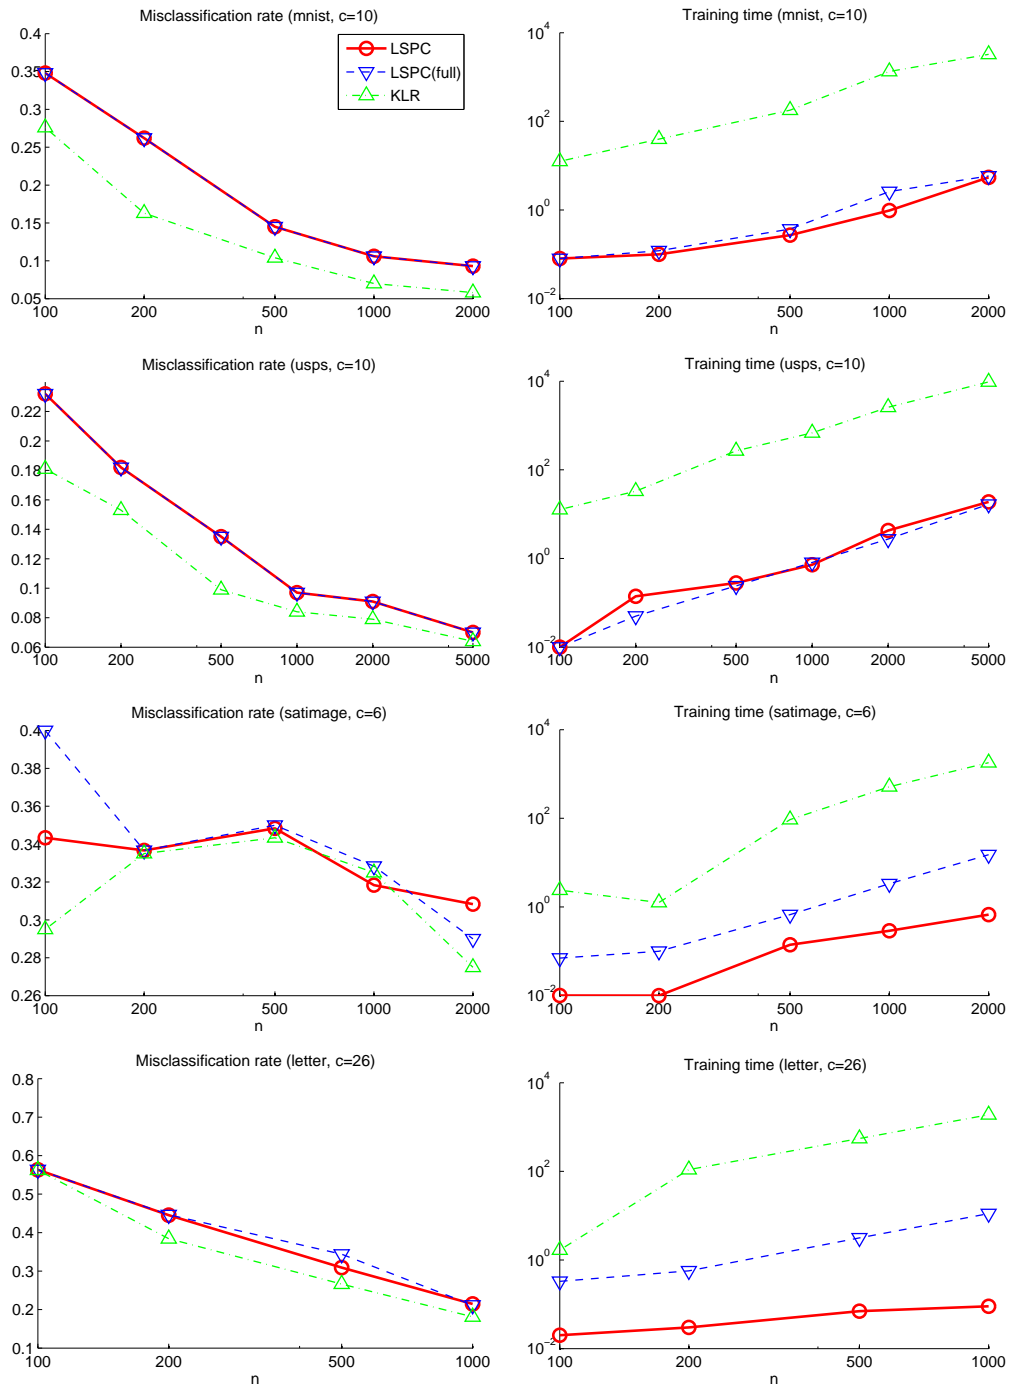 Misclassification rate (mnist, c=10)
0.4
0.35
0.3
0.25
0.2
0.15
0.1
0.05
100 200 500 1000 2000
n
LSPC
LSPC(full)
KLR
Training time (mnist, c=10)
10^4
10^2
10^0
10^−2
100 200 500 1000 2000
n
Misclassification rate (usps, c=10)
0.22
0.2
0.18
0.16
0.14
0.12
0.1
0.08
0.06
100 200 500 1000 2000 5000
n
Training time (usps, c=10)
10^4
10^2
10^0
10^−2
100 200 500 1000 2000 5000
n
Misclassification rate (satimage, c=6)
0.4
0.38
0.36
0.34
0.32
0.3
0.28
0.26
100 200 500 1000 2000
n
Training time (satimage, c=6)
10^4
10^2
10^0
10^−2
100 200 500 1000 2000
n
Misclassification rate (letter, c=26)
0.8
0.7
0.6
0.5
0.4
0.3
0.2
0.1
100 200 500 1000
n
Training time (letter, c=26)
10^4
10^2
10^0
10^−2
100 200 500 1000
n